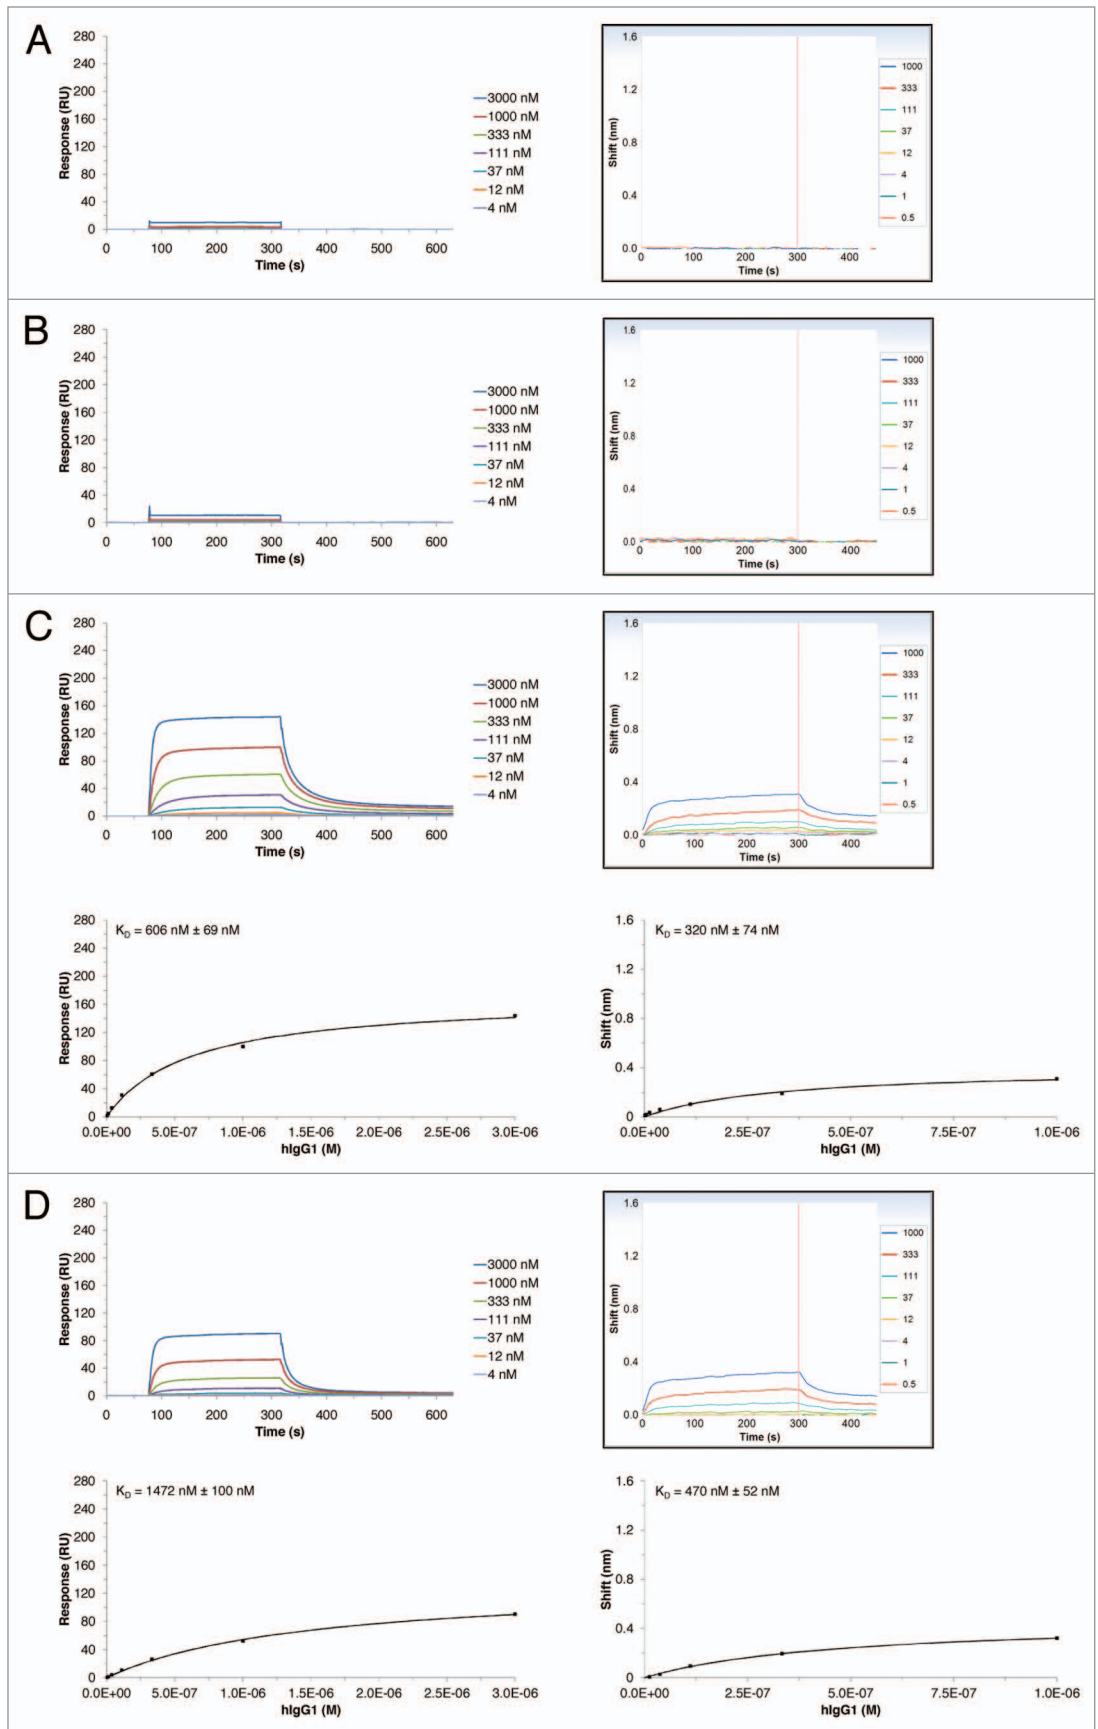 A
280
240
200
160
120
80
40
0
Response (RU)
0 100 200 300 400 500 600
Time (s)
3000 nM
1000 nM
333 nM
111 nM
37 nM
12 nM
4 nM
1.6
1.2
0.8
0.4
0.0
Shift (nm)
0 100 200 300 400
Time (s)
1000
333
111
37
12
4
1
0.5
B
280
240
200
160
120
80
40
0
Response (RU)
0 100 200 300 400 500 600
Time (s)
3000 nM
1000 nM
333 nM
111 nM
37 nM
12 nM
4 nM
1.6
1.2
0.8
0.4
0.0
Shift (nm)
0 100 200 300 400
Time (s)
1000
333
111
37
12
4
1
0.5
C
280
240
200
160
120
80
40
0
Response (RU)
0 100 200 300 400 500 600
Time (s)
3000 nM
1000 nM
333 nM
111 nM
37 nM
12 nM
4 nM
1.6
1.2
0.8
0.4
0.0
Shift (nm)
0 100 200 300 400
Time (s)
1000
333
111
37
12
4
1
0.5
K_D = 606 nM ± 69 nM
280
240
200
160
120
80
40
0
Response (RU)
0.0E+00 5.0E-07 1.0E-06 1.5E-06 2.0E-06 2.5E-06 3.0E-06
hIgG1 (M)
K_D = 320 nM ± 74 nM
1.6
1.2
0.8
0.4
0
Shift (nm)
0.0E+00 2.5E-07 5.0E-07 7.5E-07 1.0E-06
hIgG1 (M)
D
280
240
200
160
120
80
40
0
Response (RU)
0 100 200 300 400 500 600
Time (s)
3000 nM
1000 nM
333 nM
111 nM
37 nM
12 nM
4 nM
1.6
1.2
0.8
0.4
0.0
Shift (nm)
0 100 200 300 400
Time (s)
1000
333
111
37
12
4
1
0.5
K_D = 1472 nM ± 100 nM
280
240
200
160
120
80
40
0
Response (RU)
0.0E+00 5.0E-07 1.0E-06 1.5E-06 2.0E-06 2.5E-06 3.0E-06
hIgG1 (M)
K_D = 470 nM ± 52 nM
1.6
1.2
0.8
0.4
0
Shift (nm)
0.0E+00 2.5E-07 5.0E-07 7.5E-07 1.0E-06
hIgG1 (M)